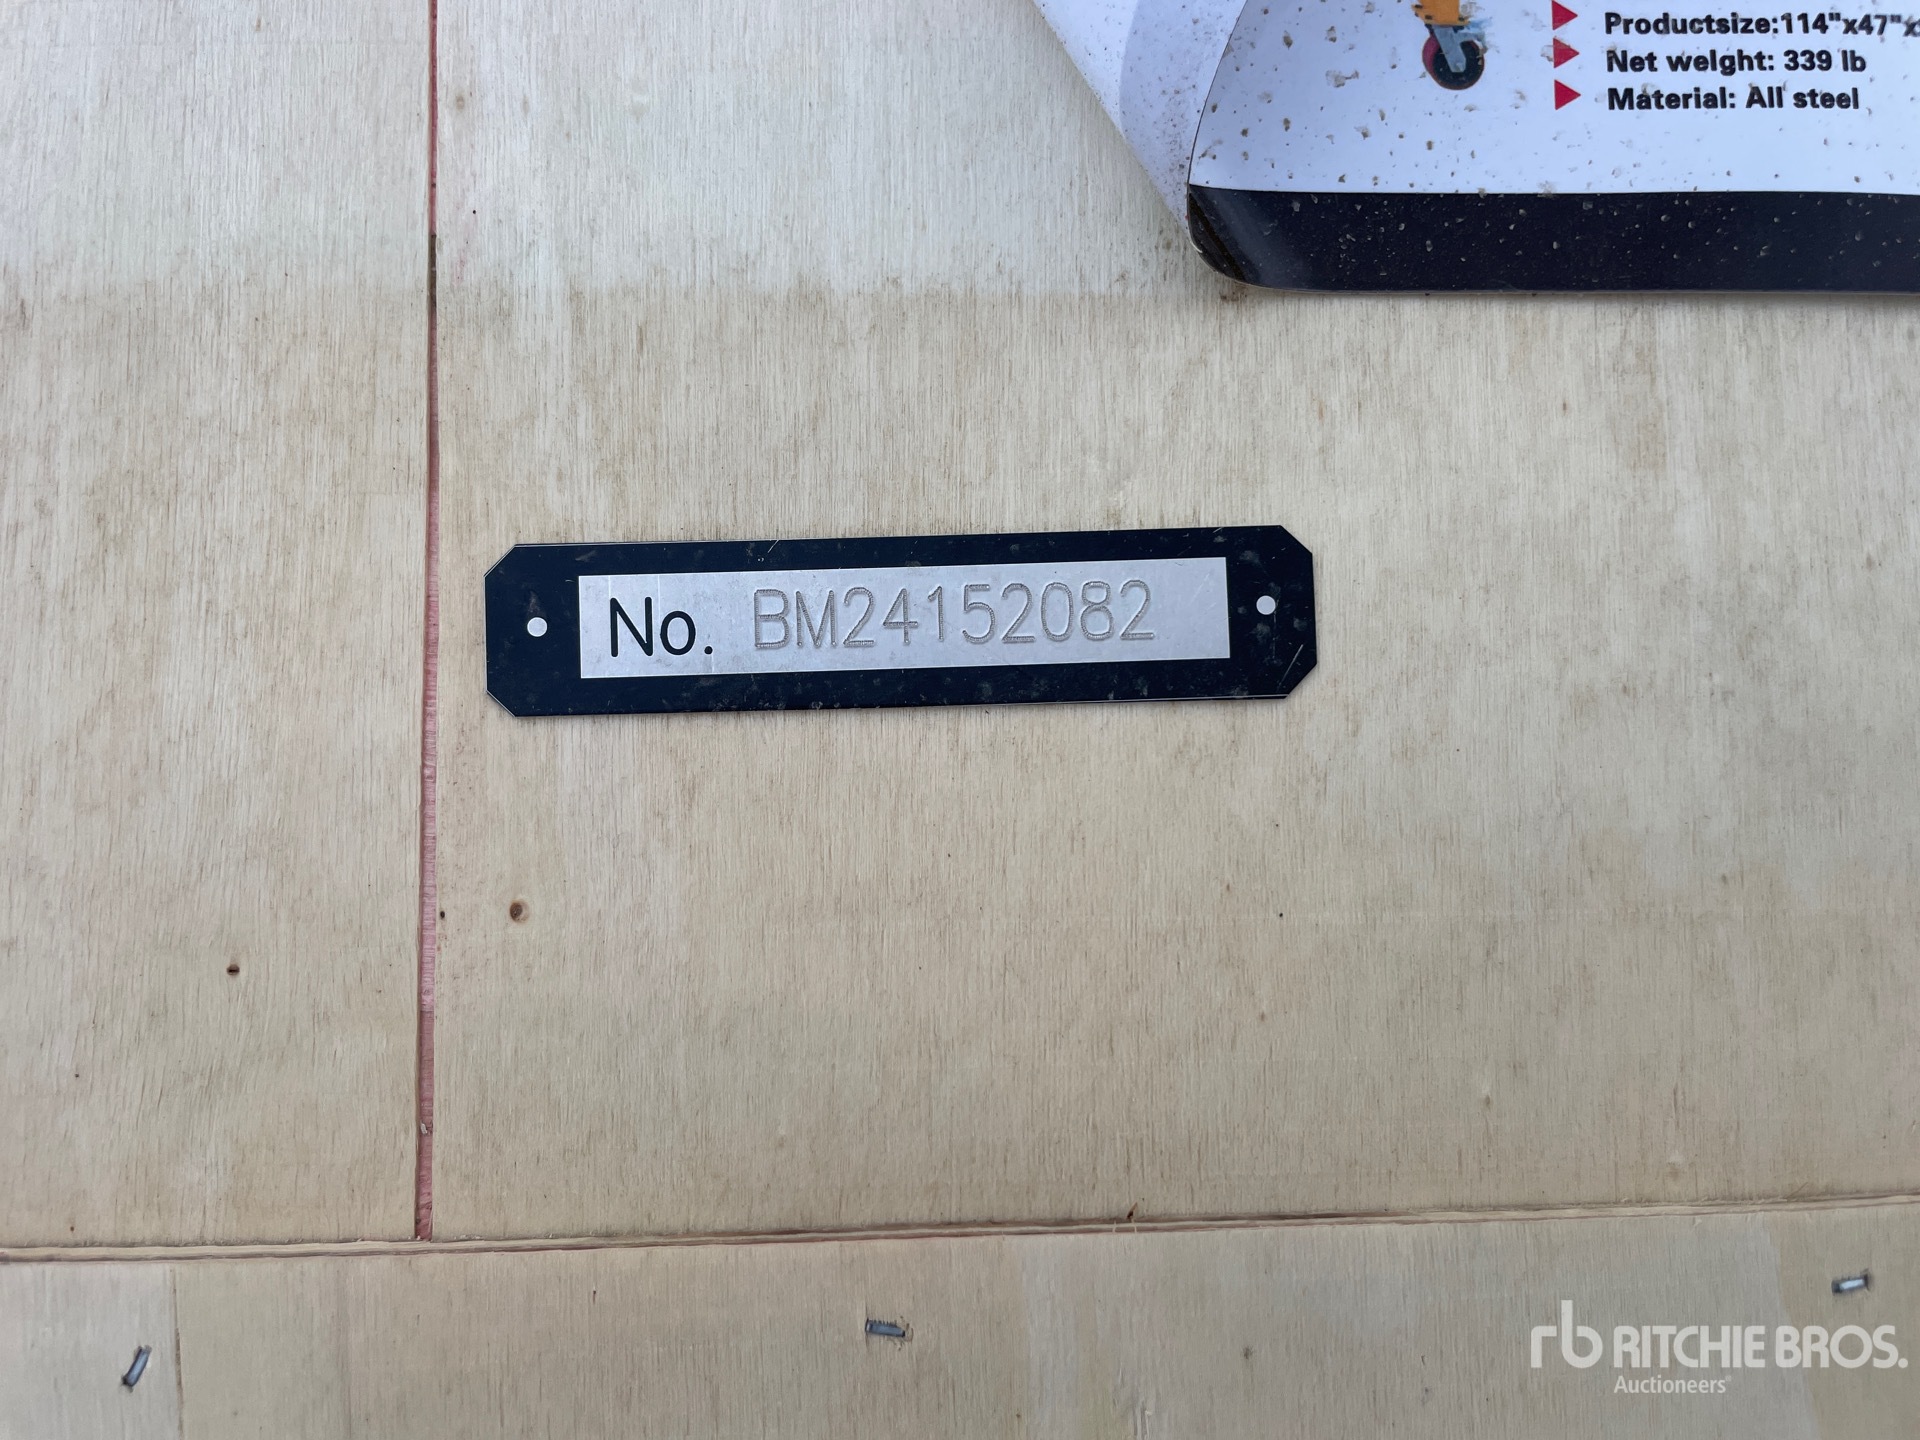 Productsize:114"x47"x
Net weight: 339 lb
Material: All steel
No. BM24152082
rb RITCHIE BROS.
Auctioneers